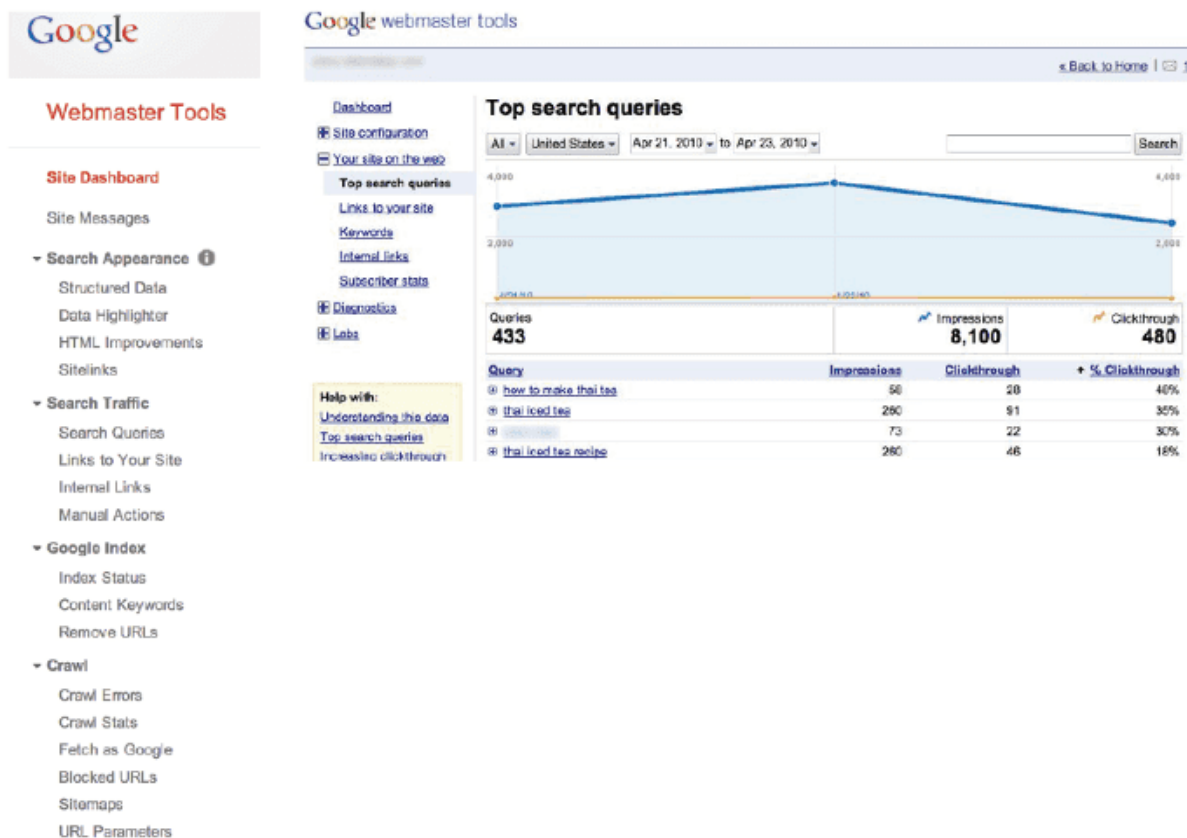 Google
Webmaster Tools
Site Dashboard
Site Messages
Search Appearance
Structured Data
Data Highlighter
HTML Improvements
Sitelinks
Search Traffic
Search Queries
Links to Your Site
Internal Links
Manual Actions
Google Index
Index Status
Content Keywords
Remove URLs
Crawl
Crawl Errors
Crawl Stats
Fetch as Google
Blocked URLs
Sitemaps
URL Parameters
Google webmaster tools
« Back to Home |
Dashboard
Site configuration
Your site on the web
Top search queries
Links to your site
Keywords
Internal links
Subscriber stats
Diagnostics
Labs
Help with:
Understanding this data
Top search queries
Increasing clickthrough
Top search queries
All United States Apr 21, 2010 to Apr 23, 2010 Search
4,000 4,000
2,000 2,000
Queries Impressions Clickthrough
433 8,100 480
Query Impressions Clickthrough % Clickthrough
how to make thai tea 58 28 48%
thai iced tea 260 91 35%
73 22 30%
thai iced tea recipe 260 46 18%